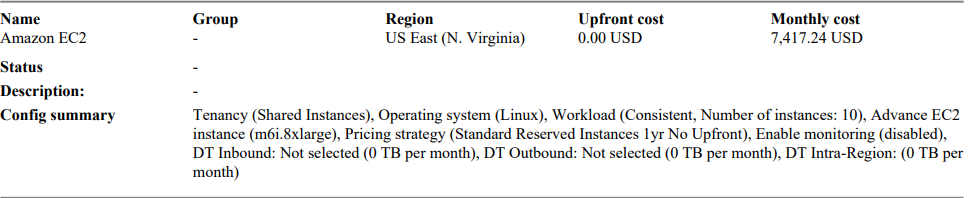 Name Group Region Upfront cost Monthly cost
Amazon EC2 - US East (N. Virginia) 0.00 USD 7,417.24 USD
Status -
Description: -
Config summary Tenancy (Shared Instances), Operating system (Linux), Workload (Consistent, Number of instances: 10), Advance EC2
instance (m6i.8xlarge), Pricing strategy (Standard Reserved Instances 1yr No Upfront), Enable monitoring (disabled),
DT Inbound: Not selected (0 TB per month), DT Outbound: Not selected (0 TB per month), DT Intra-Region: (0 TB per
month)